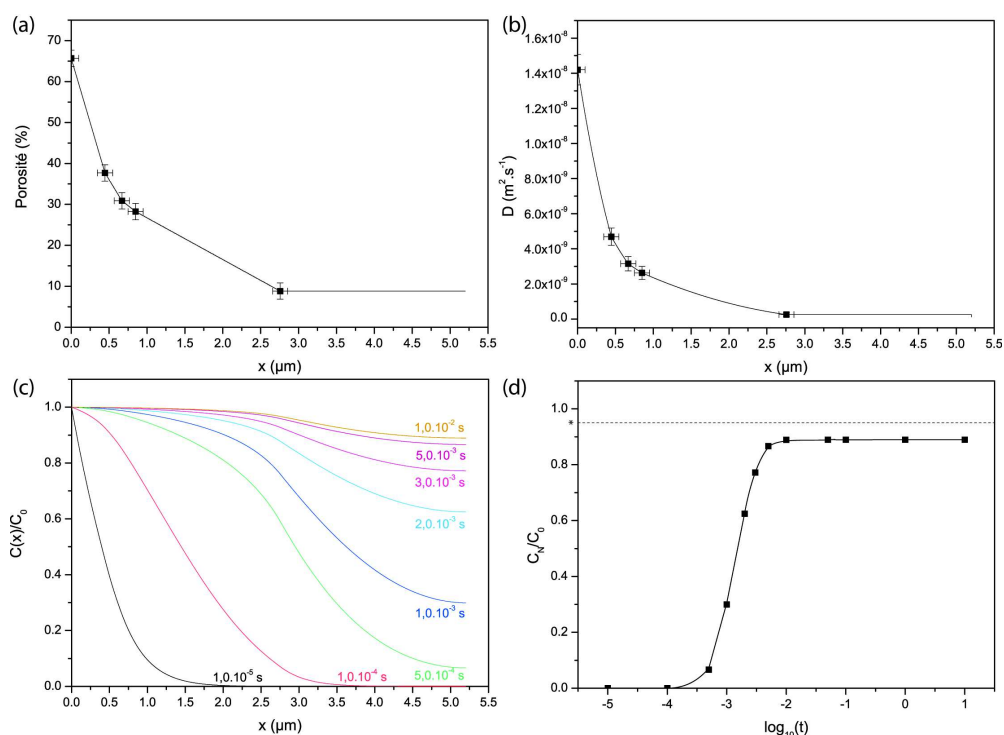 (a)
Porosité (%)
70
60
50
40
30
20
10
0
0.0 0.5 1.0 1.5 2.0 2.5 3.0 3.5 4.0 4.5 5.0 5.5
x (µm)
(b)
D (m².s⁻¹)
1.6x10⁻⁸
1.4x10⁻⁸
1.2x10⁻⁸
1.0x10⁻⁸
8.0x10⁻⁹
6.0x10⁻⁹
4.0x10⁻⁹
2.0x10⁻⁹
0.0
0.0 0.5 1.0 1.5 2.0 2.5 3.0 3.5 4.0 4.5 5.0 5.5
x (µm)
(c)
C(x)/C₀
1.0
0.8
0.6
0.4
0.2
0.0
1,0.10⁻² s
5,0.10⁻³ s
3,0.10⁻³ s
2,0.10⁻³ s
1,0.10⁻³ s
5,0.10⁻⁴ s
1,0.10⁻⁵ s
1,0.10⁻⁴ s
0.0 0.5 1.0 1.5 2.0 2.5 3.0 3.5 4.0 4.5 5.0 5.5
x (µm)
(d)
C_N/C₀
1.0
*
0.8
0.6
0.4
0.2
0.0
-5 -4 -3 -2 -1 0 1
log₁₀(t)